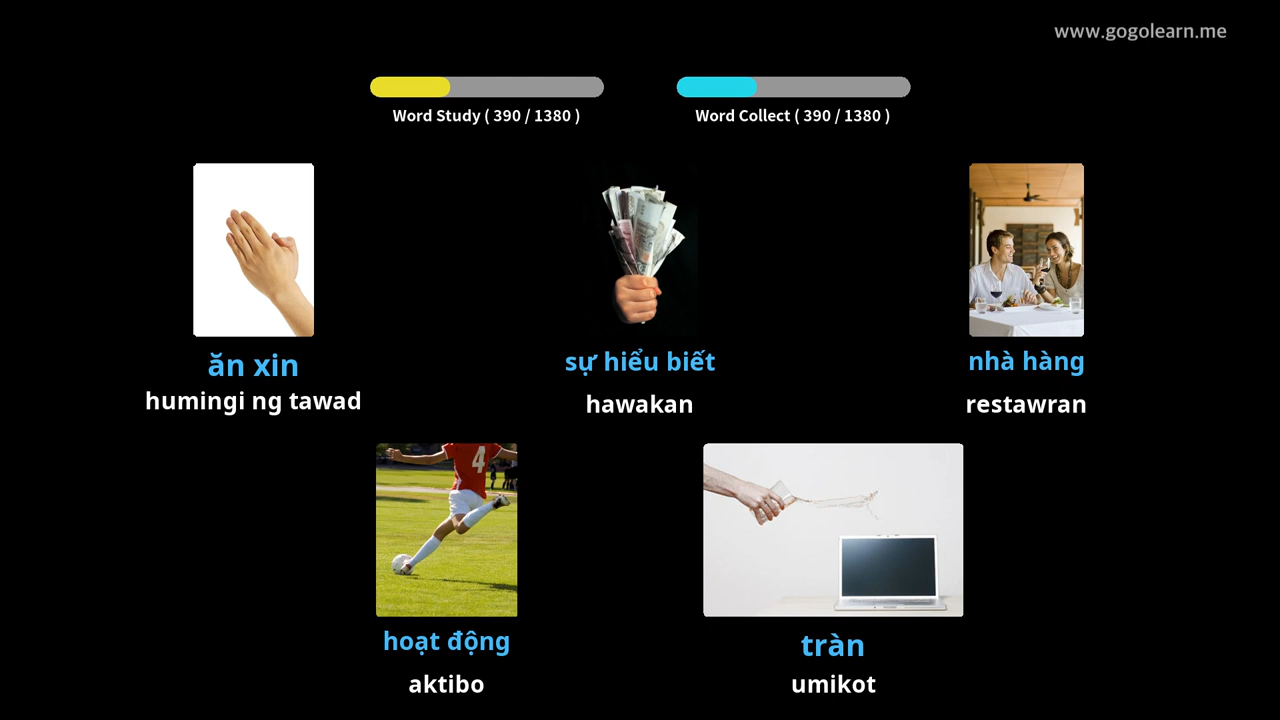 www.gogolearn.me
Word Study ( 390 / 1380 )
Word Collect ( 390 / 1380 )
ăn xin
humingi ng tawad
sự hiểu biết
hawakan
nhà hàng
restawran
4
hoạt động
aktibo
tràn
umikot